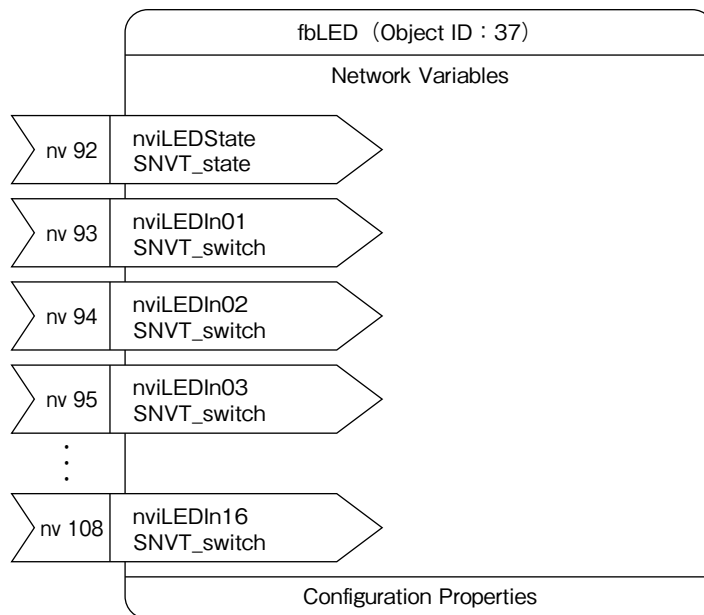 fbLED（Object ID：37）
Network Variables
nv 92
nviLEDState
SNVT_state
nv 93
nviLEDIn01
SNVT_switch
nv 94
nviLEDIn02
SNVT_switch
nv 95
nviLEDIn03
SNVT_switch
nv 108
nviLEDIn16
SNVT_switch
Configuration Properties